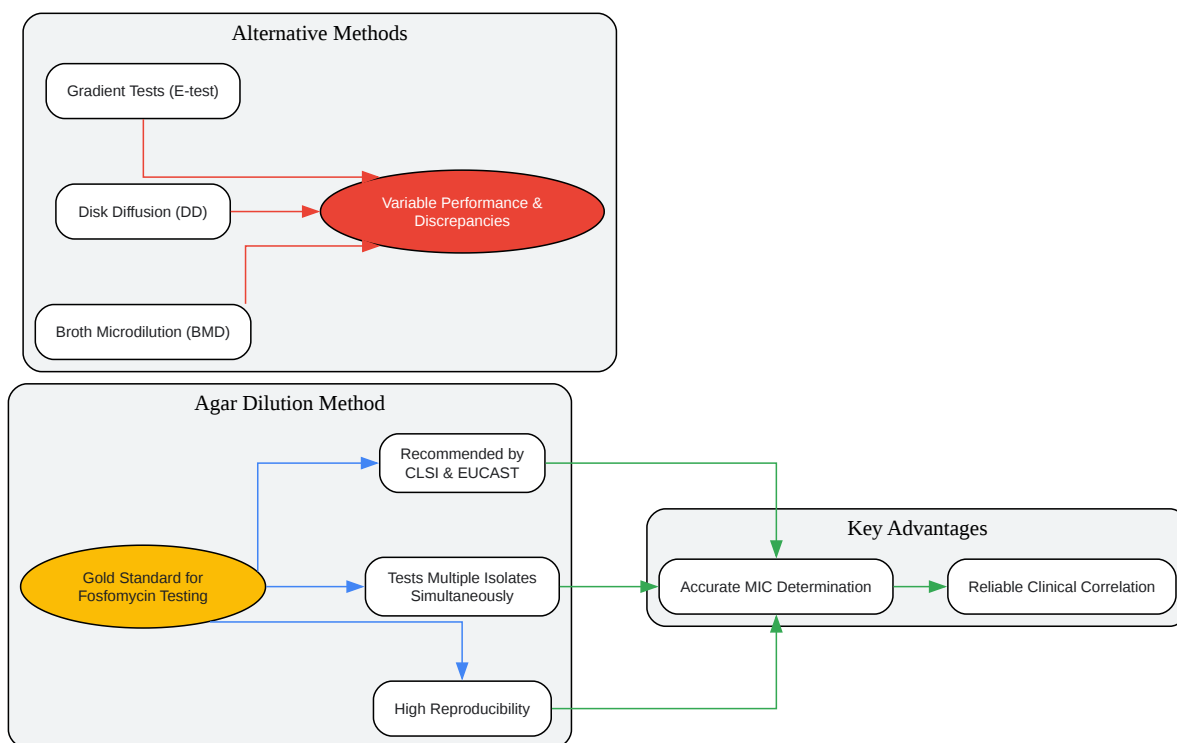 Alternative Methods
Gradient Tests (E-test)
Disk Diffusion (DD)
Variable Performance &
Discrepancies
Broth Microdilution (BMD)
Agar Dilution Method
Recommended by
CLSI & EUCAST
Gold Standard for
Fosfomycin Testing
Tests Multiple Isolates
Simultaneously
High Reproducibility
Key Advantages
Accurate MIC Determination
Reliable Clinical Correlation